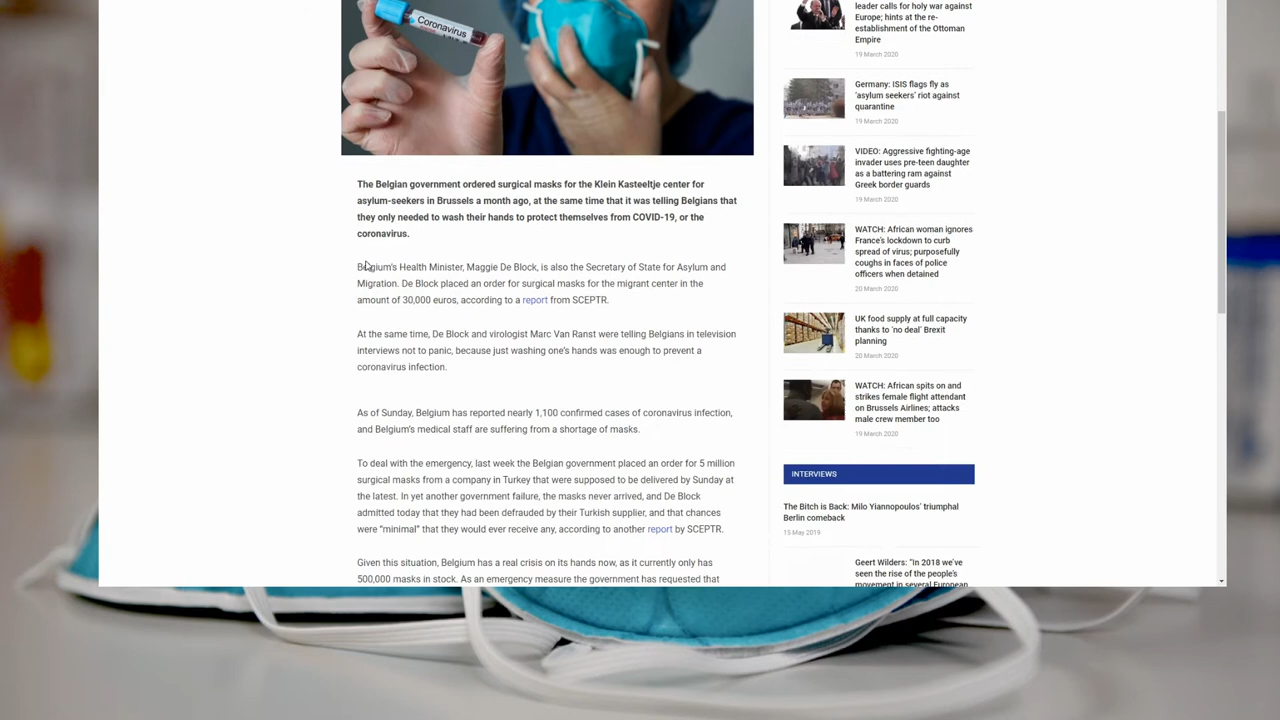 Coronavirus
The Belgian government ordered surgical masks for the Klein Kasteeltje center for
asylum-seekers in Brussels a month ago, at the same time that it was telling Belgians that
they only needed to wash their hands to protect themselves from COVID-19, or the
coronavirus.
Belgium's Health Minister, Maggie De Block, is also the Secretary of State for Asylum and
Migration. De Block placed an order for surgical masks for the migrant center in the
amount of 30,000 euros, according to a report from SCEPTR.
At the same time, De Block and virologist Marc Van Ranst were telling Belgians in television
interviews not to panic, because just washing one's hands was enough to prevent a
coronavirus infection.
As of Sunday, Belgium has reported nearly 1,100 confirmed cases of coronavirus infection,
and Belgium's medical staff are suffering from a shortage of masks.
To deal with the emergency, last week the Belgian government placed an order for 5 million
surgical masks from a company in Turkey that were supposed to be delivered by Sunday at
the latest. In yet another government failure, the masks never arrived, and De Block
admitted today that they had been defrauded by their Turkish supplier, and that chances
were “minimal” that they would ever receive any, according to another report by SCEPTR.
Given this situation, Belgium has a real crisis on its hands now, as it currently only has
500,000 masks in stock. As an emergency measure the government has requested that
leader calls for holy war against
Europe; hints at the re-
establishment of the Ottoman
Empire
19 March 2020
Germany: ISIS flags fly as
'asylum seekers' riot against
quarantine
19 March 2020
VIDEO: Aggressive fighting-age
invader uses pre-teen daughter
as a battering ram against
Greek border guards
19 March 2020
WATCH: African woman ignores
France's lockdown to curb
spread of virus; purposefully
coughs in faces of police
officers when detained
20 March 2020
UK food supply at full capacity
thanks to 'no deal' Brexit
planning
20 March 2020
WATCH: African spits on and
strikes female flight attendant
on Brussels Airlines; attacks
male crew member too
19 March 2020
INTERVIEWS
The Bitch is Back: Milo Yiannopoulos' triumphal
Berlin comeback
15 May 2019
Geert Wilders: “In 2018 we've
seen the rise of the people's
movement in several European